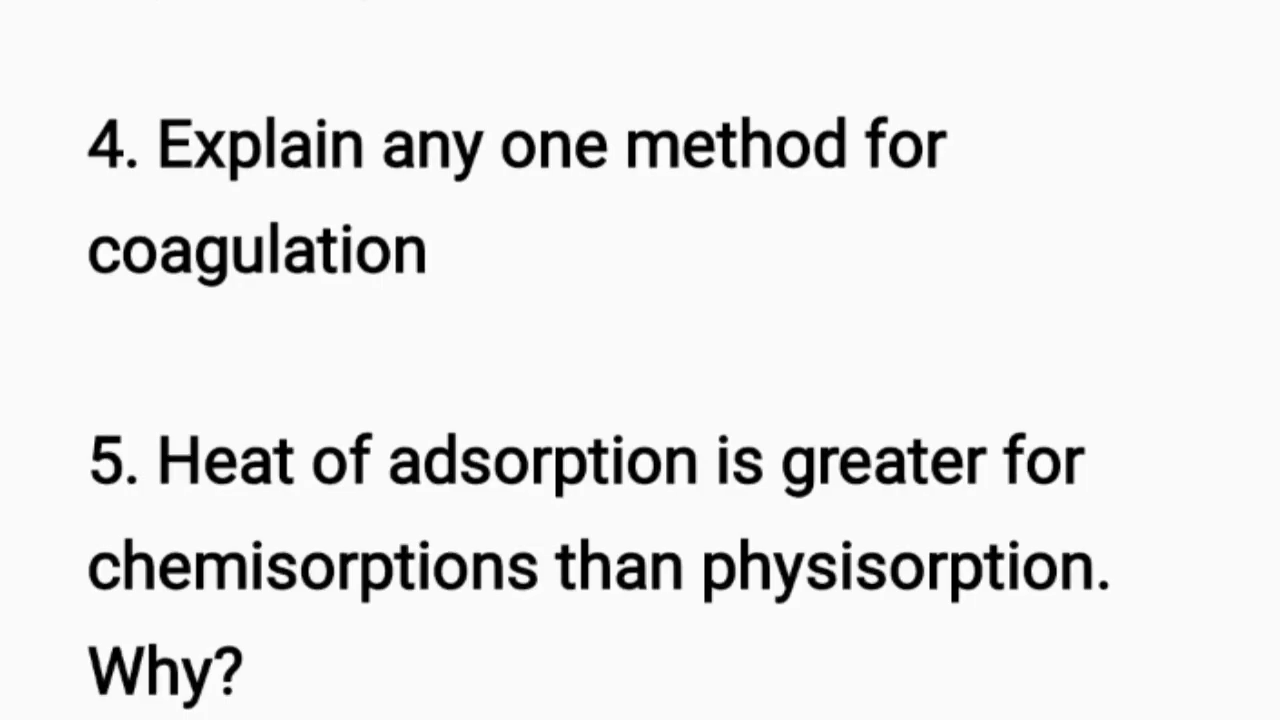 4. Explain any one method for
coagulation
5. Heat of adsorption is greater for
chemisorptions than physisorption.
Why?